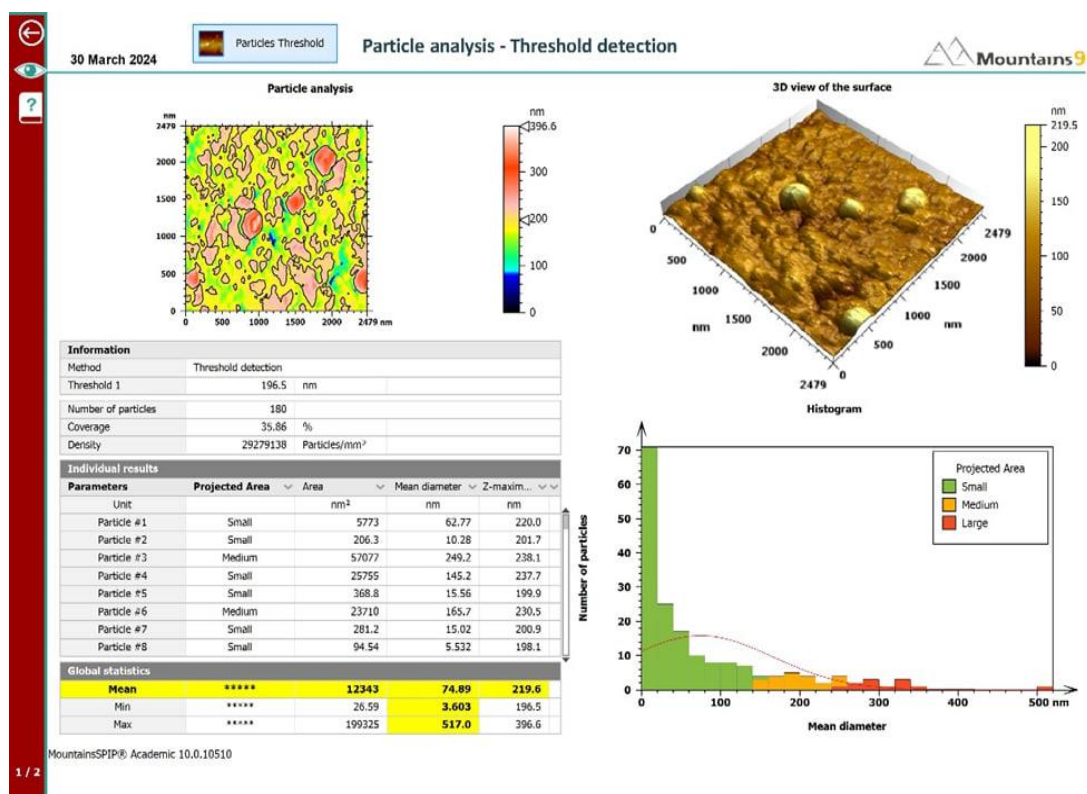 30 March 2024
Particles Threshold
Particle analysis - Threshold detection
Mountains9
?
Particle analysis
nm
2479
2000
1500
1000
500
0
0 500 1000 1500 2000 2479 nm
nm
396.6
300
200
100
0
3D view of the surface
nm
219.5
200
150
100
50
0
0
500
1000
1500
2000
2479
nm
2479
2000
1500
1000
500
0
nm
Information
Method Threshold detection
Threshold 1 196.5 nm
Number of particles 180
Coverage 35.86 %
Density 29279138 Particles/mm²
Individual results
Parameters Projected Area Area Mean diameter Z-maxim...
Unit nm² nm nm
Particle #1 Small 5773 62.77 220.0
Particle #2 Small 206.3 10.28 201.7
Particle #3 Medium 57077 249.2 238.1
Particle #4 Small 25755 145.2 237.7
Particle #5 Small 368.8 15.56 199.9
Particle #6 Medium 23710 165.7 230.5
Particle #7 Small 281.2 15.02 200.9
Particle #8 Small 94.54 5.532 198.1
Global statistics
Mean ***** 12343 74.89 219.6
Min ***** 26.59 3.603 196.5
Max ***** 199325 517.0 396.6
Histogram
70
60
50
40
30
20
10
0
Number of particles
Projected Area
Small
Medium
Large
0 100 200 300 400 500 nm
Mean diameter
MountainsSPIP® Academic 10.0.10510
1 / 2